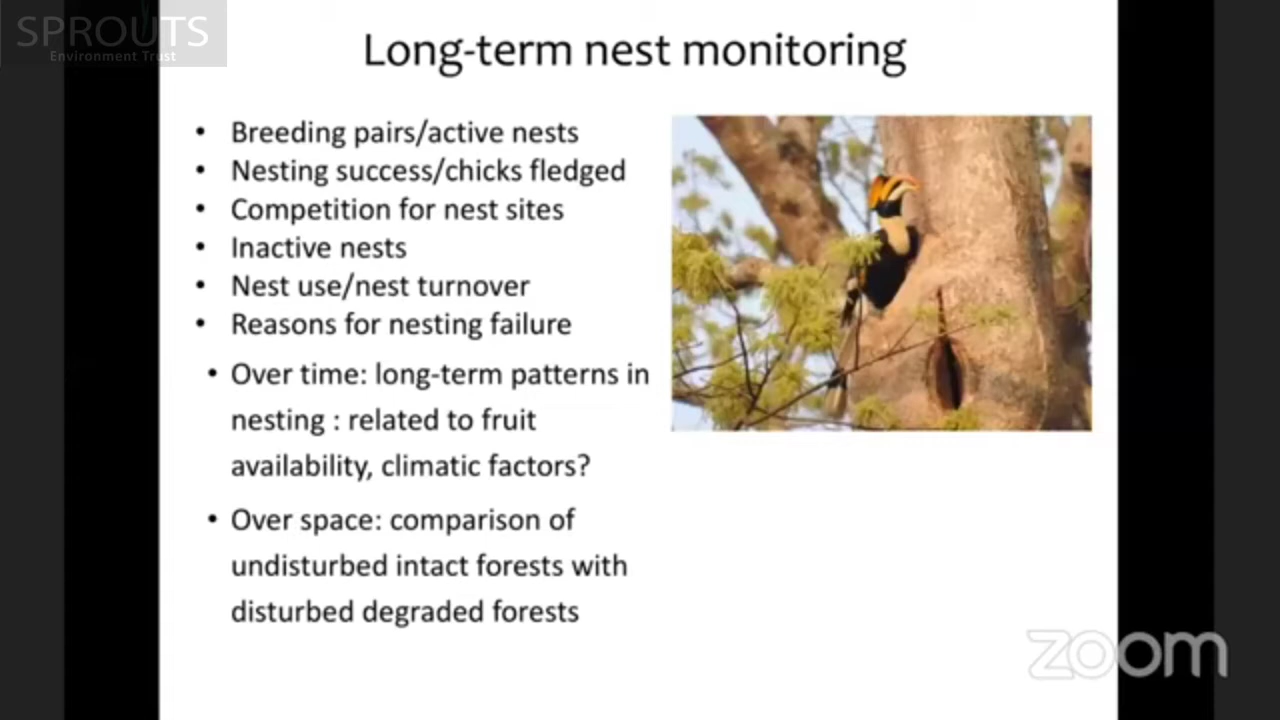 SPROUTS
Environment Trust
Long-term nest monitoring
• Breeding pairs/active nests
• Nesting success/chicks fledged
• Competition for nest sites
• Inactive nests
• Nest use/nest turnover
• Reasons for nesting failure
• Over time: long-term patterns in
nesting : related to fruit
availability, climatic factors?
• Over space: comparison of
undisturbed intact forests with
disturbed degraded forests
zoom